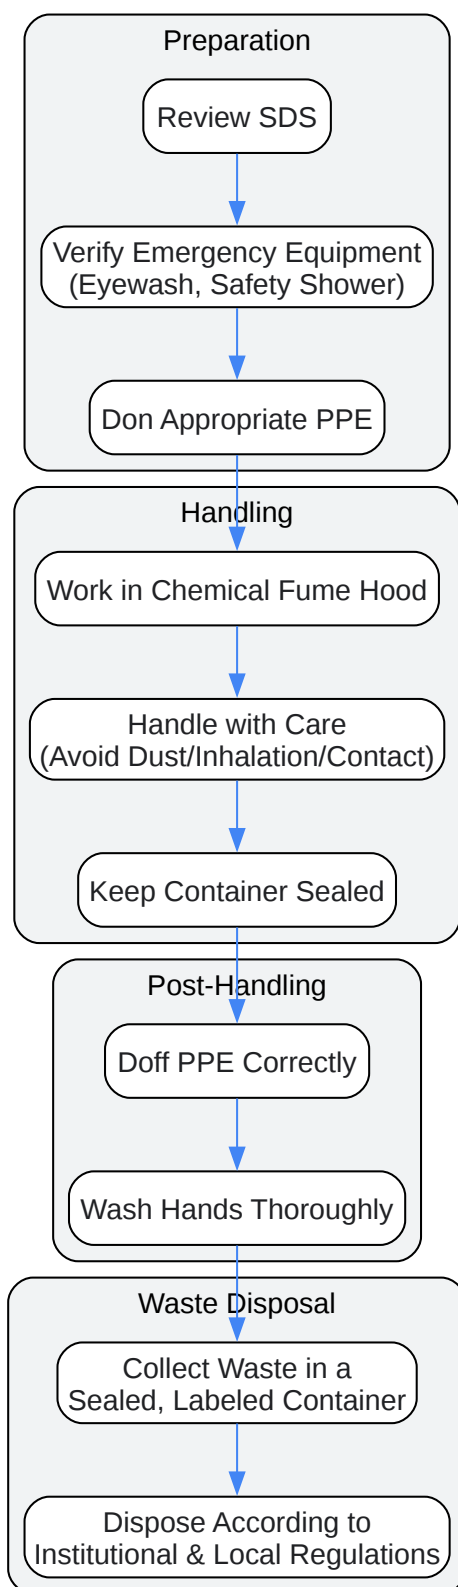 Preparation
Review SDS
Verify Emergency Equipment
(Eyewash, Safety Shower)
Don Appropriate PPE
Handling
Work in Chemical Fume Hood
Handle with Care
(Avoid Dust/Inhalation/Contact)
Keep Container Sealed
Post-Handling
Doff PPE Correctly
Wash Hands Thoroughly
Waste Disposal
Collect Waste in a
Sealed, Labeled Container
Dispose According to
Institutional & Local Regulations